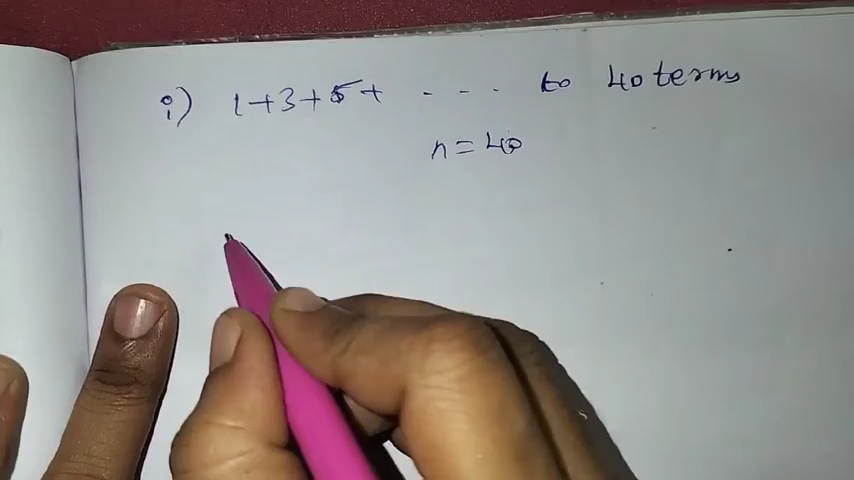 i) 1+3+5+ - - - to 40 terms
n = 40